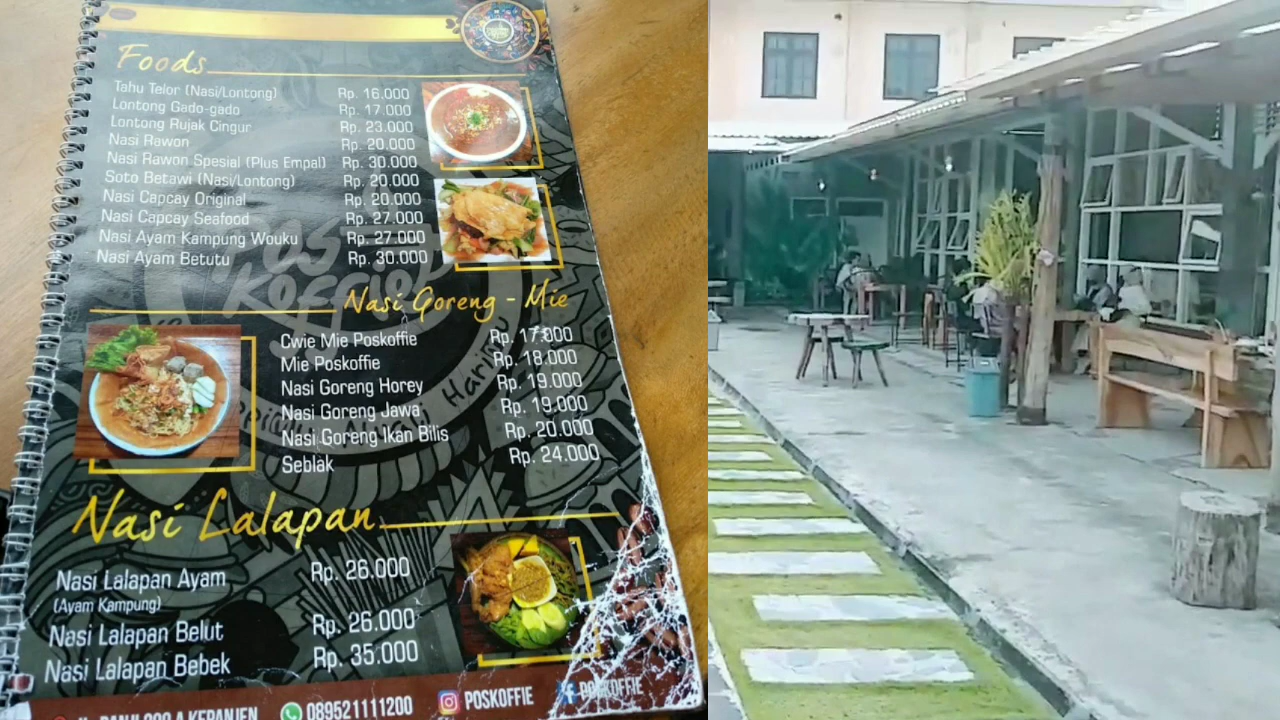 Foods
Tahu Telor (Nasi/Lontong) Rp. 16.000
Lontong Gado-gado Rp. 17.000
Lontong Rujak Cingur Rp. 23.000
Nasi Rawon Rp. 20.000
Nasi Rawon Spesial (Plus Empal) Rp. 30.000
Soto Betawi (Nasi/Lontong) Rp. 20.000
Nasi Capcay Original Rp. 20.000
Nasi Capcay Seafood Rp. 27.000
Nasi Ayam Kampung Wouku Rp. 27.000
Nasi Ayam Betutu Rp. 30.000
Nasi Goreng - Mie
Cwie Mie Poskoffie Rp. 17.000
Mie Poskoffie Rp. 18.000
Nasi Goreng Horey Rp. 19.000
Nasi Goreng Jawa Rp. 19.000
Nasi Goreng Ikan Bilis Rp. 20.000
Seblak Rp. 24.000
Nasi Lalapan
Nasi Lalapan Ayam Rp. 26.000
(Ayam Kampung)
Nasi Lalapan Belut Rp. 26.000
Nasi Lalapan Bebek Rp. 35.000
KEPANJEN 089521111200 POSKOFFIE POSKOFFIE